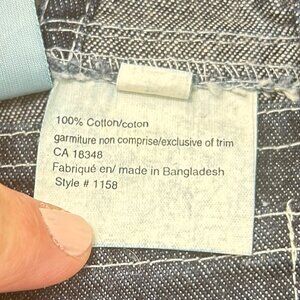 100% Cotton/coton
garmiture non comprise/exclusive of trim
CA 18348
Fabriqué en/ made in Bangladesh
Style # 1158